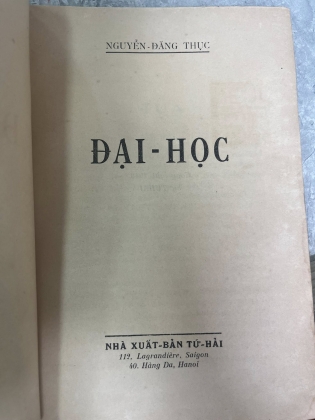 NGUYỄN-ĐĂNG THỤC
ĐẠI-HỌC
NHÀ XUẤT-BẢN TỨ-HẢI
112, Lagrandière, Saigon
40. Hàng Da, Hanoi